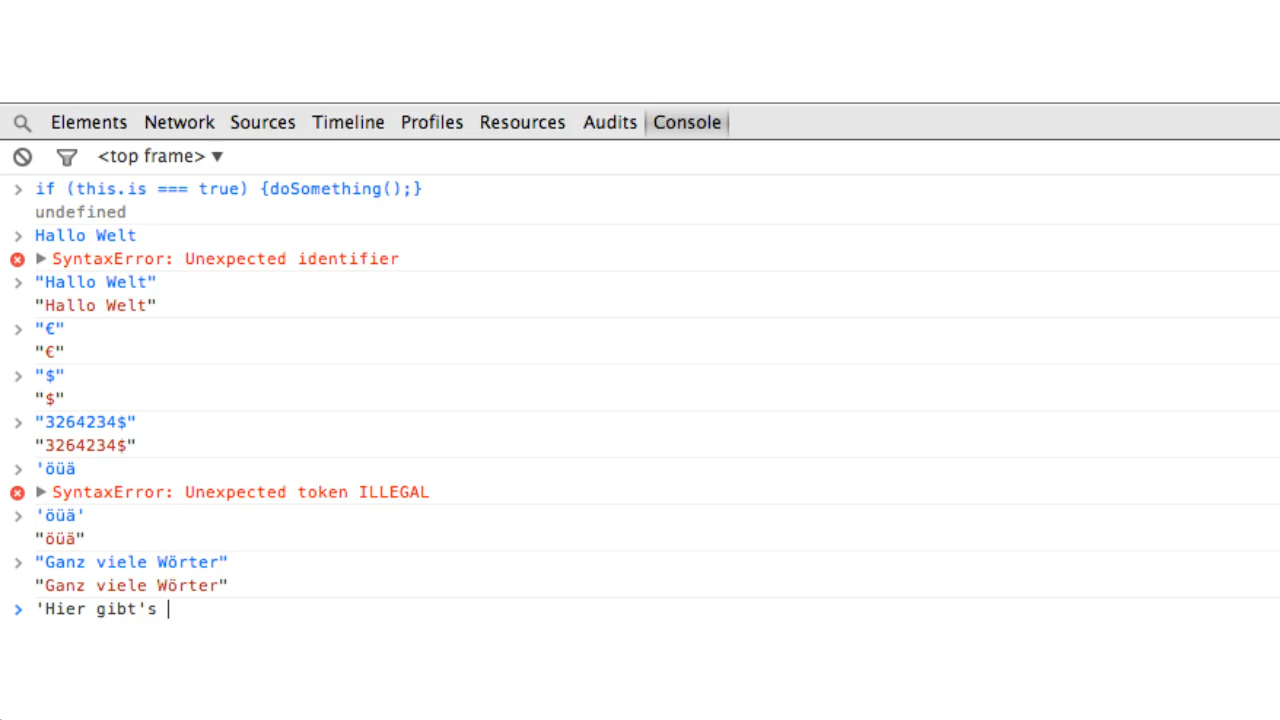 Elements Network Sources Timeline Profiles Resources Audits Console
<top frame> ▼
> if (this.is === true) {doSomething();}
undefined
> Hallo Welt
SyntaxError: Unexpected identifier
> "Hallo Welt"
"Hallo Welt"
> "€"
"€"
> "$"
"$"
> "3264234$"
"3264234$"
> 'öüä
SyntaxError: Unexpected token ILLEGAL
> 'öüä'
"öüä"
> "Ganz viele Wörter"
"Ganz viele Wörter"
> 'Hier gibt's